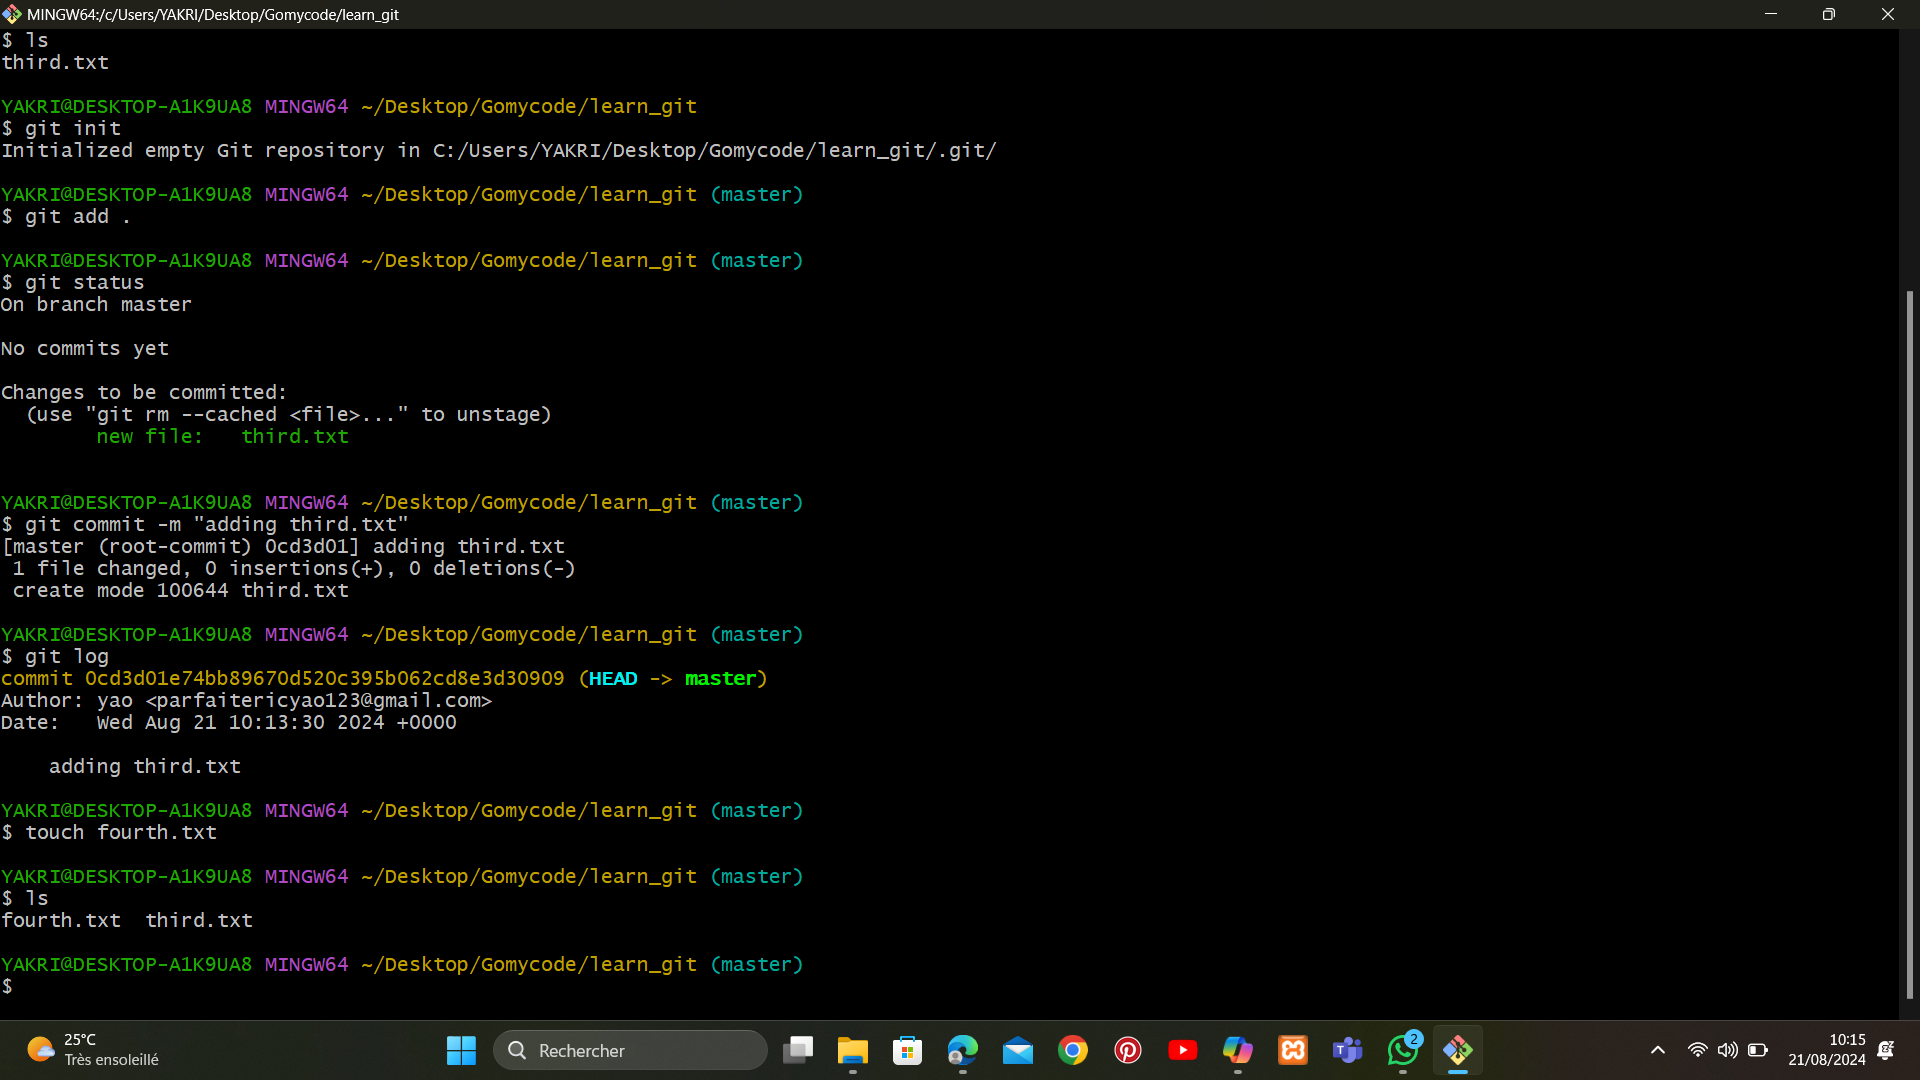 MINGW64:/c/Users/YAKRI/Desktop/Gomycode/learn_git
$ ls
third.txt
YAKRI@DESKTOP-A1K9UA8 MINGW64 ~/Desktop/Gomycode/learn_git
$ git init
Initialized empty Git repository in C:/Users/YAKRI/Desktop/Gomycode/learn_git/.git/
YAKRI@DESKTOP-A1K9UA8 MINGW64 ~/Desktop/Gomycode/learn_git (master)
$ git add .
YAKRI@DESKTOP-A1K9UA8 MINGW64 ~/Desktop/Gomycode/learn_git (master)
$ git status
On branch master
No commits yet
Changes to be committed:
  (use "git rm --cached <file>..." to unstage)
        new file:   third.txt
YAKRI@DESKTOP-A1K9UA8 MINGW64 ~/Desktop/Gomycode/learn_git (master)
$ git commit -m "adding third.txt"
[master (root-commit) 0cd3d01] adding third.txt
 1 file changed, 0 insertions(+), 0 deletions(-)
 create mode 100644 third.txt
YAKRI@DESKTOP-A1K9UA8 MINGW64 ~/Desktop/Gomycode/learn_git (master)
$ git log
commit 0cd3d01e74bb89670d520c395b062cd8e3d30909 (HEAD -> master)
Author: yao <parfaitericyao123@gmail.com>
Date:   Wed Aug 21 10:13:30 2024 +0000
    adding third.txt
YAKRI@DESKTOP-A1K9UA8 MINGW64 ~/Desktop/Gomycode/learn_git (master)
$ touch fourth.txt
YAKRI@DESKTOP-A1K9UA8 MINGW64 ~/Desktop/Gomycode/learn_git (master)
$ ls
fourth.txt  third.txt
YAKRI@DESKTOP-A1K9UA8 MINGW64 ~/Desktop/Gomycode/learn_git (master)
$
25°C
Très ensoleillé
Rechercher
2
10:15
21/08/2024